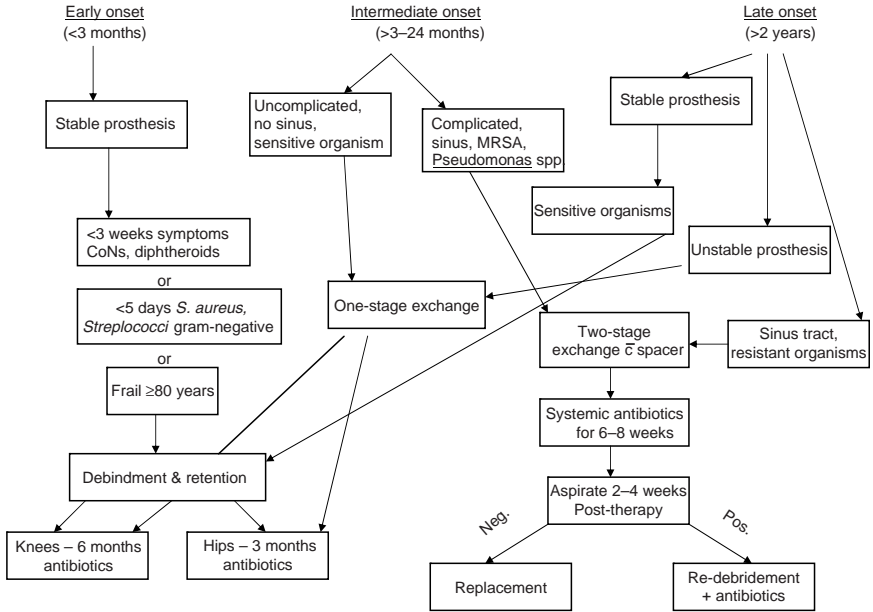 Early onset
(<3 months)
Intermediate onset
(>3–24 months)
Late onset
(>2 years)
Stable prosthesis
Uncomplicated,
no sinus,
sensitive organism
Complicated,
sinus, MRSA,
Pseudomonas spp.
Stable prosthesis
Sensitive organisms
Unstable prosthesis
<3 weeks symptoms
CoNs, diphtheroids
or
<5 days S. aureus,
Streplococci gram-negative
or
Frail ≥80 years
One-stage exchange
Two-stage
exchange c̅ spacer
Sinus tract,
resistant organisms
Systemic antibiotics
for 6–8 weeks
Debindment & retention
Aspirate 2–4 weeks
Post-therapy
Neg.
Pos.
Knees – 6 months
antibiotics
Hips – 3 months
antibiotics
Replacement
Re-debridement
+ antibiotics